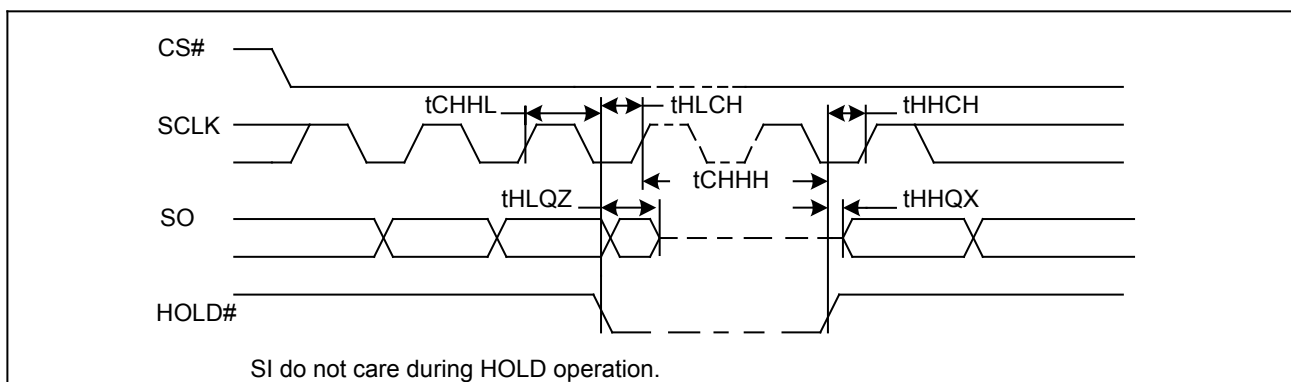 CS#
tCHHL
tHLCH
tHHCH
SCLK
tCHHH
tHLQZ
tHHQX
SO
HOLD#
SI do not care during HOLD operation.